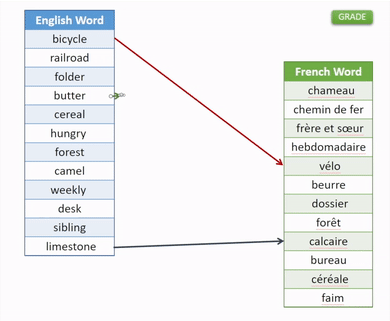 GRADE
English Word
bicycle
railroad
folder
butter
cereal
hungry
forest
camel
weekly
desk
sibling
limestone
French Word
chameau
chemin de fer
frère et sœur
hebdomadaire
vélo
beurre
dossier
forêt
calcaire
bureau
céréale
faim